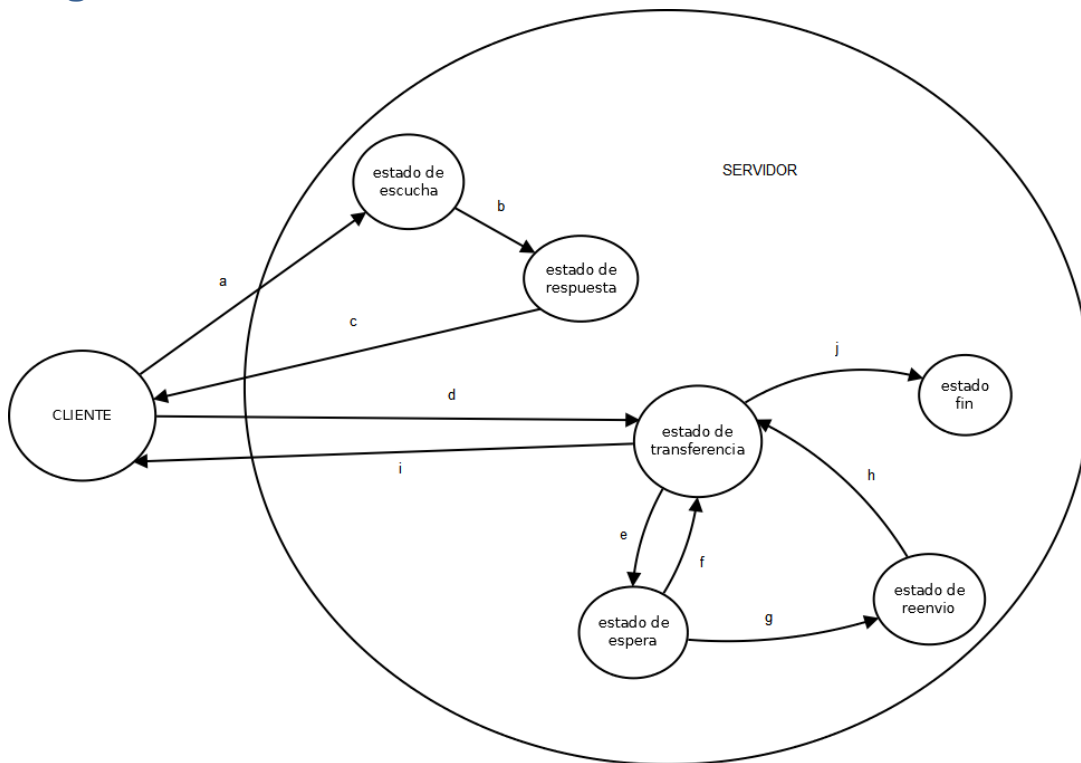 SERVIDOR
estado de
escucha
b
estado de
respuesta
a
c
j
estado
fin
CLIENTE
d
estado de
transferencia
i
h
e
f
estado de
reenvio
estado de
espera
g